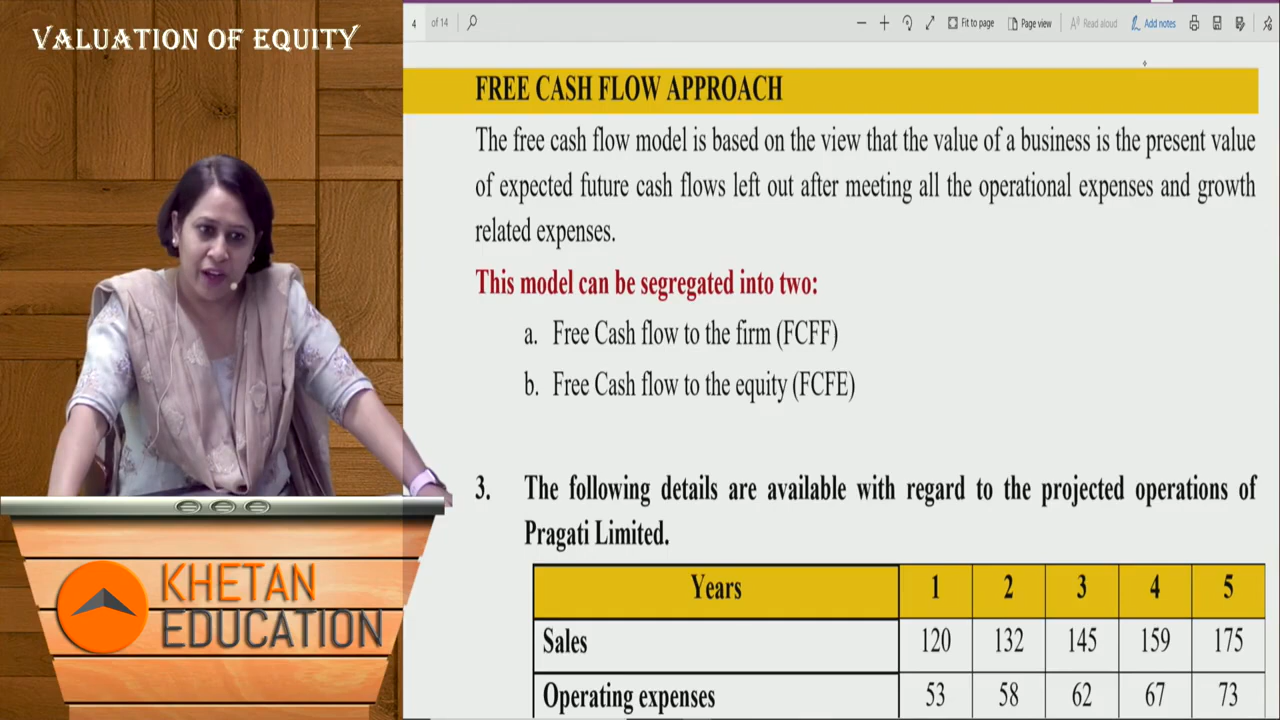 VALUATION OF EQUITY
4 of 14
Fit to page
Page view
Read aloud
Add notes
FREE CASH FLOW APPROACH
The free cash flow model is based on the view that the value of a business is the present value
of expected future cash flows left out after meeting all the operational expenses and growth
related expenses.
This model can be segregated into two:
a. Free Cash flow to the firm (FCFF)
b. Free Cash flow to the equity (FCFE)
3. The following details are available with regard to the projected operations of
Pragati Limited.
Years 1 2 3 4 5
Sales 120 132 145 159 175
Operating expenses 53 58 62 67 73
KHETAN
EDUCATION